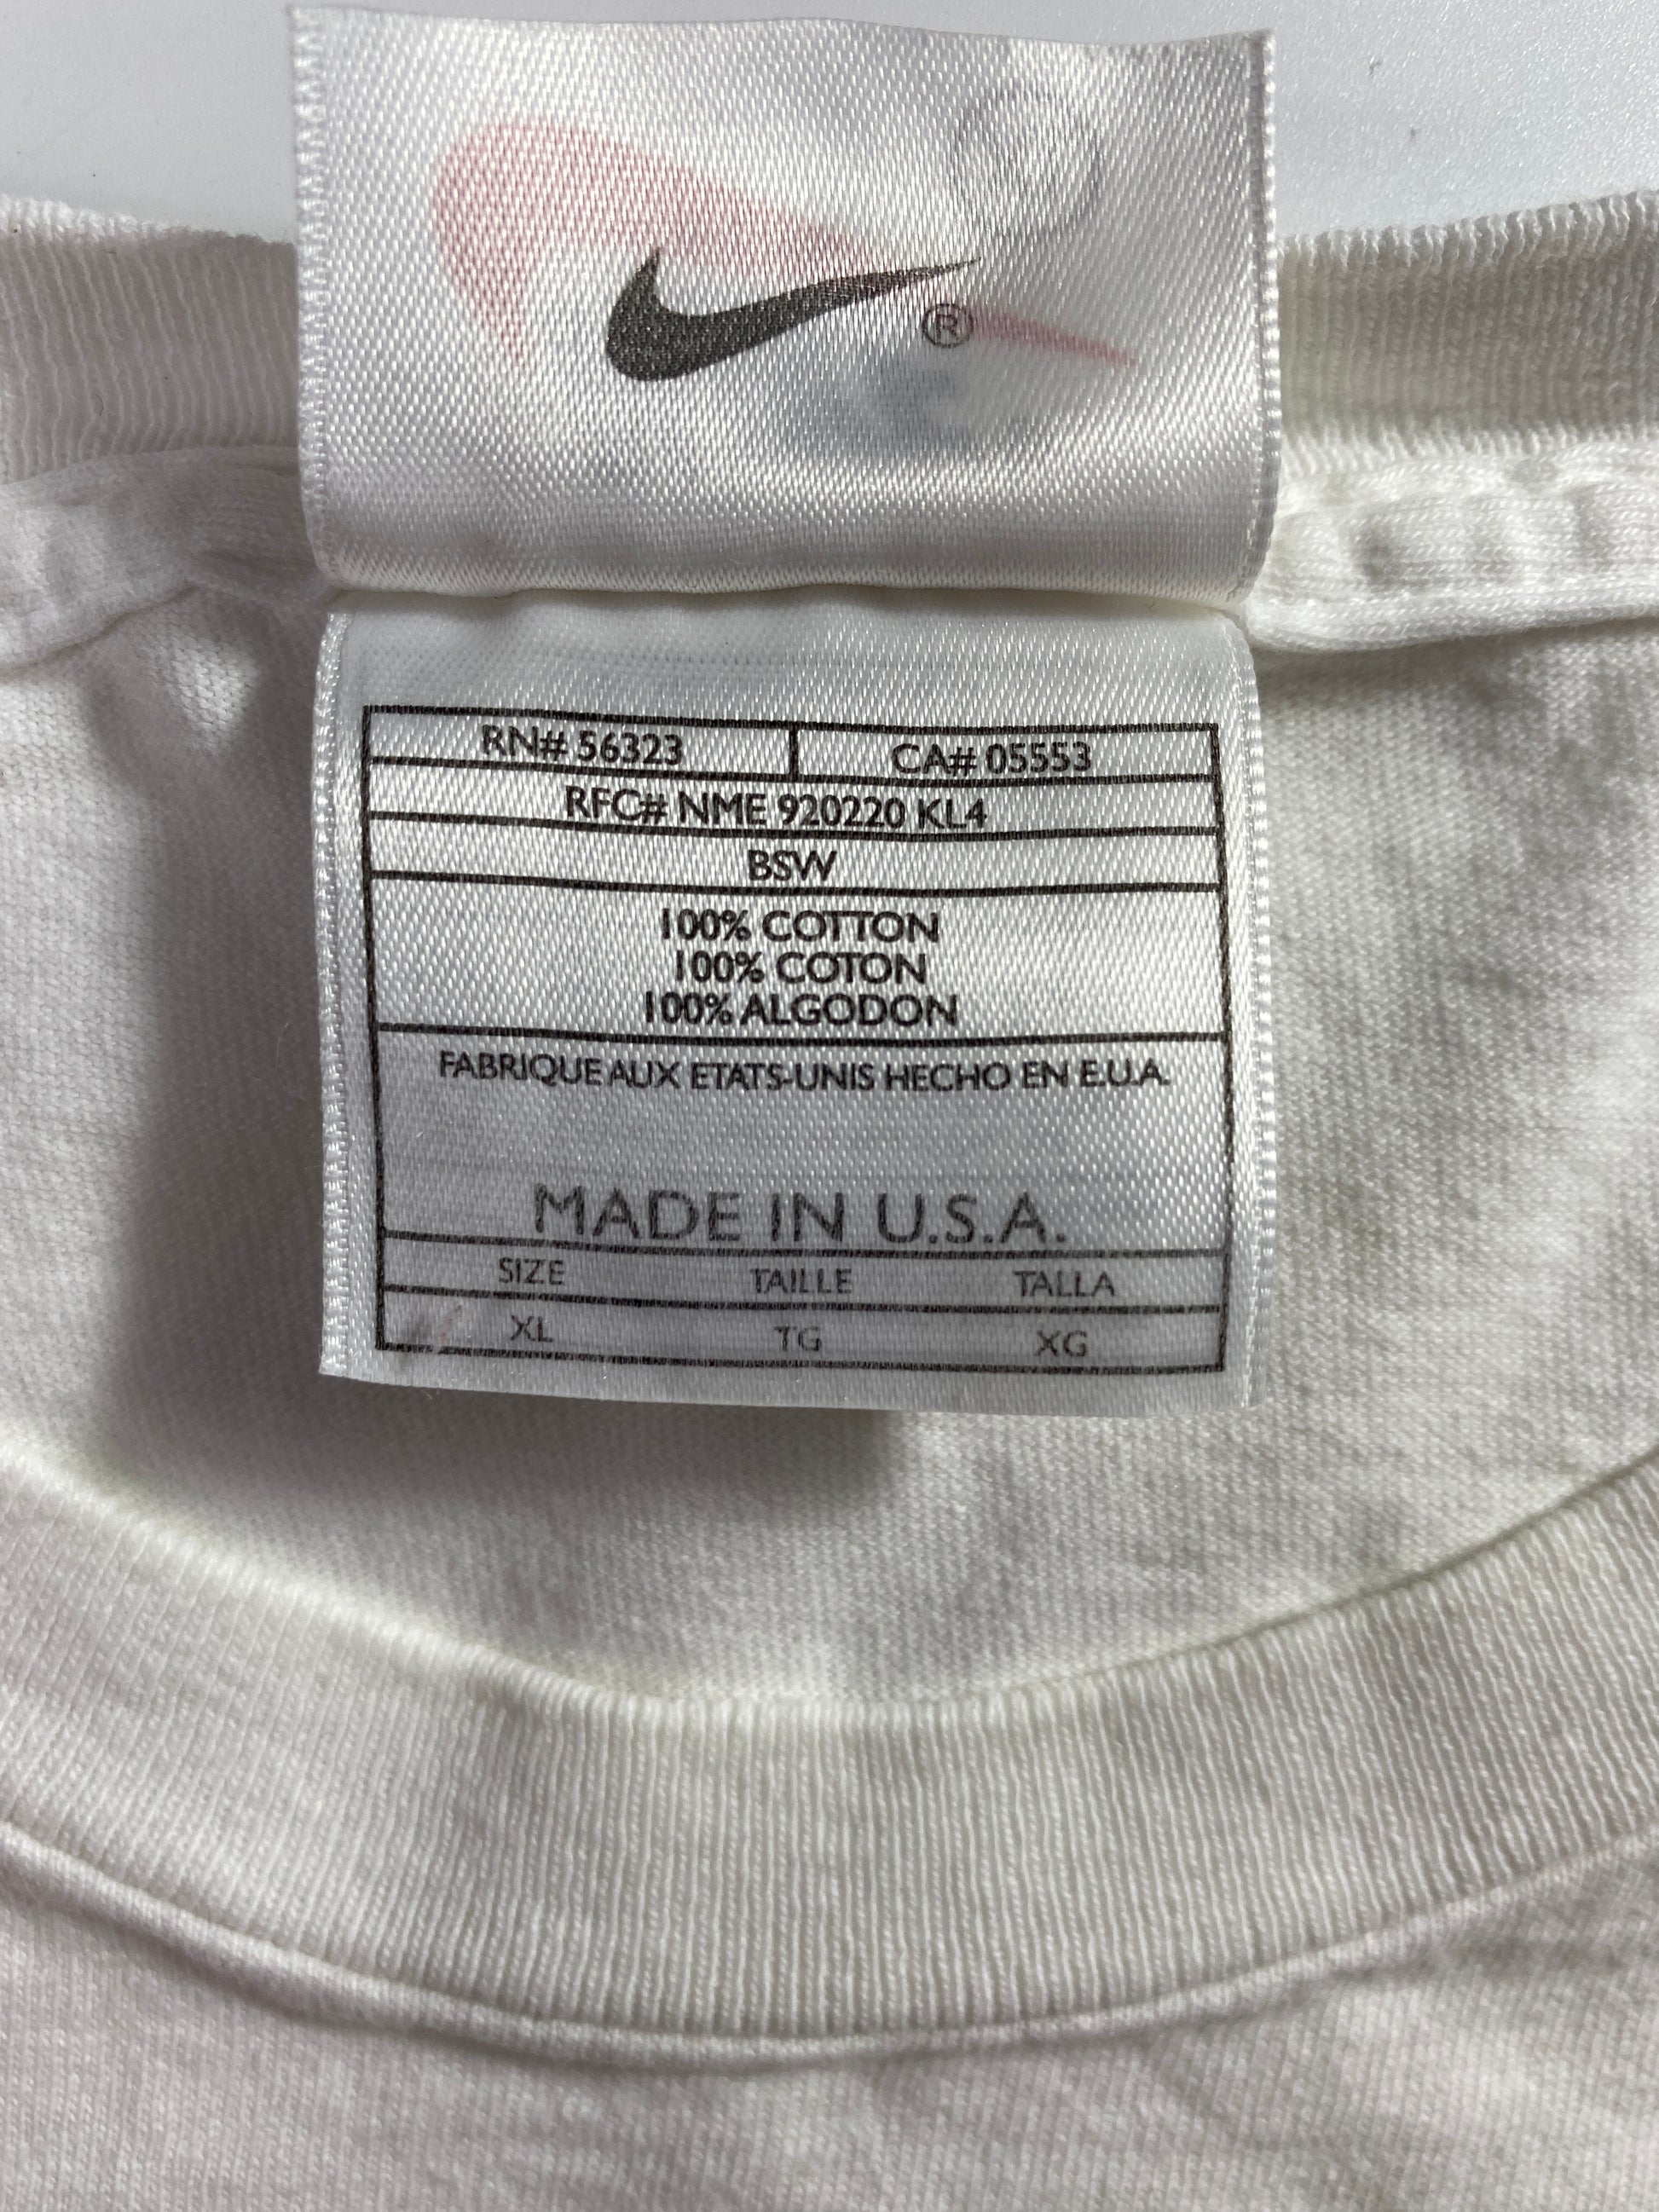 ®
RN# 56323 CA# 05553
RFC# NME 920220 KL4
BSW
100% COTTON
100% COTON
100% ALGODON
FABRIQUE AUX ETATS-UNIS HECHO EN E.U.A.
MADE IN U.S.A.
SIZE TAILLE TALLA
XL TG XG